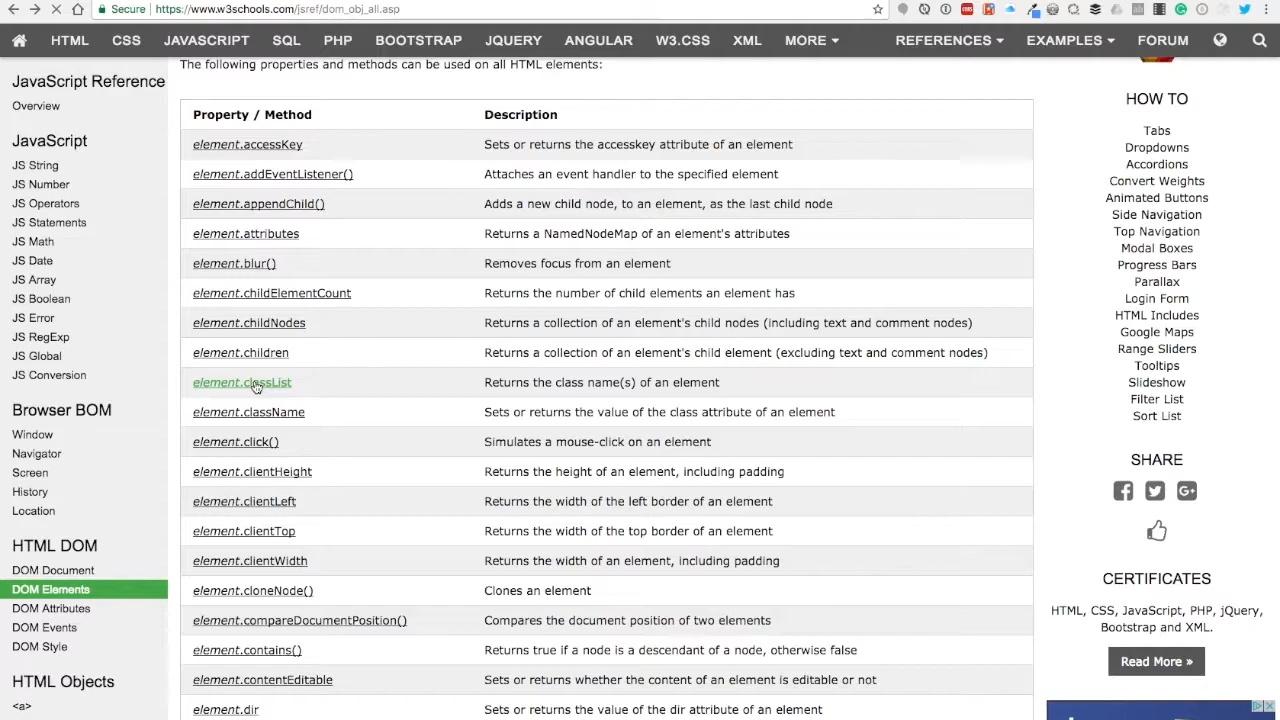 Secure https://www.w3schools.com/jsref/dom_obj_all.asp
HTML CSS JAVASCRIPT SQL PHP BOOTSTRAP JQUERY ANGULAR W3.CSS XML MORE REFERENCES EXAMPLES FORUM
JavaScript Reference
Overview
JavaScript
JS String
JS Number
JS Operators
JS Statements
JS Math
JS Date
JS Array
JS Boolean
JS Error
JS RegExp
JS Global
JS Conversion
Browser BOM
Window
Navigator
Screen
History
Location
HTML DOM
DOM Document
DOM Elements
DOM Attributes
DOM Events
DOM Style
HTML Objects
<a>
The following properties and methods can be used on all HTML elements:
Property / Method Description
element.accessKey Sets or returns the accesskey attribute of an element
element.addEventListener() Attaches an event handler to the specified element
element.appendChild() Adds a new child node, to an element, as the last child node
element.attributes Returns a NamedNodeMap of an element's attributes
element.blur() Removes focus from an element
element.childElementCount Returns the number of child elements an element has
element.childNodes Returns a collection of an element's child nodes (including text and comment nodes)
element.children Returns a collection of an element's child element (excluding text and comment nodes)
element.classList Returns the class name(s) of an element
element.className Sets or returns the value of the class attribute of an element
element.click() Simulates a mouse-click on an element
element.clientHeight Returns the height of an element, including padding
element.clientLeft Returns the width of the left border of an element
element.clientTop Returns the width of the top border of an element
element.clientWidth Returns the width of an element, including padding
element.cloneNode() Clones an element
element.compareDocumentPosition() Compares the document position of two elements
element.contains() Returns true if a node is a descendant of a node, otherwise false
element.contentEditable Sets or returns whether the content of an element is editable or not
element.dir Sets or returns the value of the dir attribute of an element
HOW TO
Tabs
Dropdowns
Accordions
Convert Weights
Animated Buttons
Side Navigation
Top Navigation
Modal Boxes
Progress Bars
Parallax
Login Form
HTML Includes
Google Maps
Range Sliders
Tooltips
Slideshow
Filter List
Sort List
SHARE
CERTIFICATES
HTML, CSS, JavaScript, PHP, jQuery,
Bootstrap and XML.
Read More »